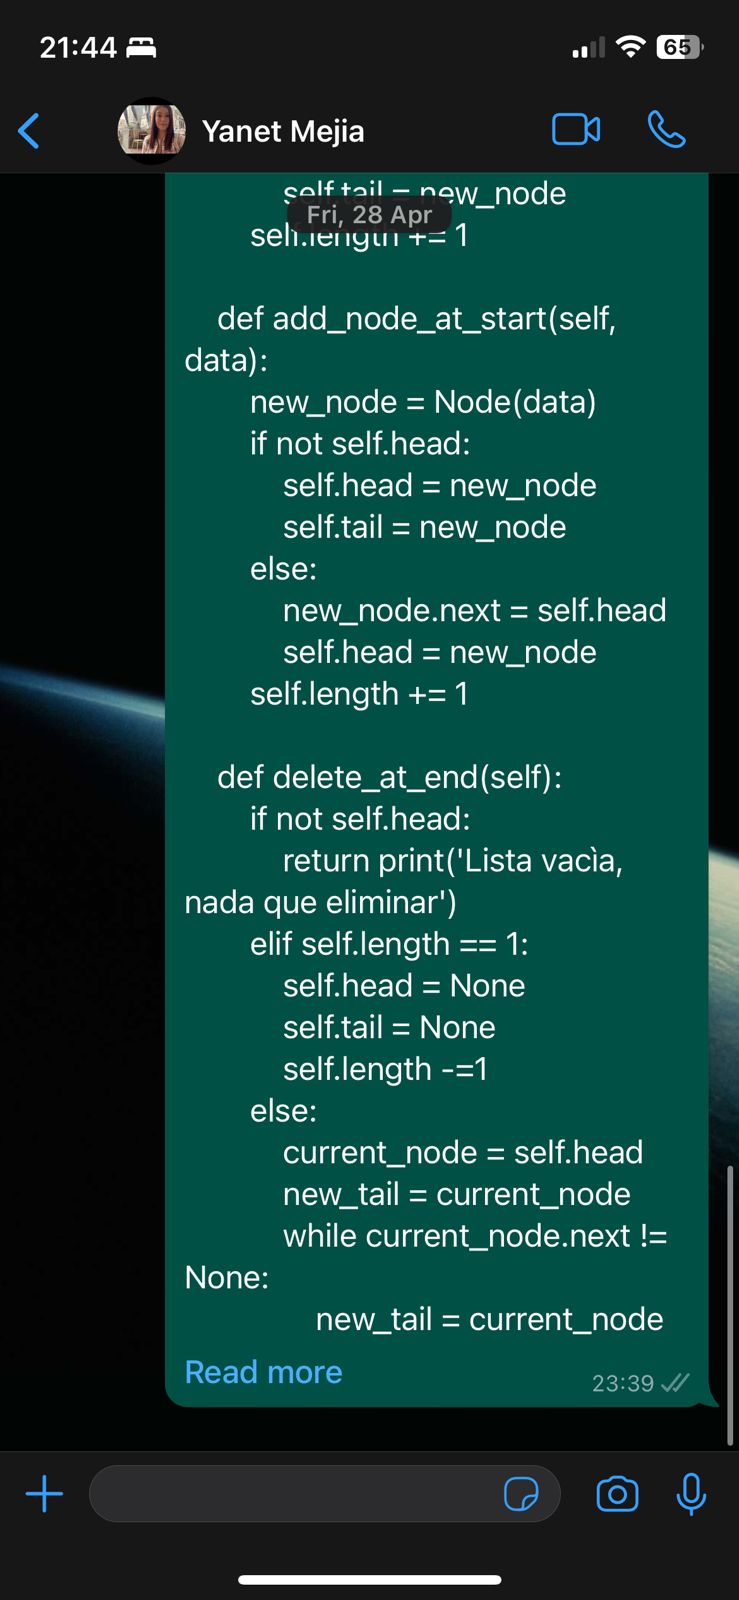 21:44
65
Yanet Mejia
self.tail = new_node
Fri, 28 Apr
self.length += 1
def add_node_at_start(self,
data):
new_node = Node(data)
if not self.head:
self.head = new_node
self.tail = new_node
else:
new_node.next = self.head
self.head = new_node
self.length += 1
def delete_at_end(self):
if not self.head:
return print('Lista vacìa,
nada que eliminar')
elif self.length == 1:
self.head = None
self.tail = None
self.length -=1
else:
current_node = self.head
new_tail = current_node
while current_node.next !=
None:
new_tail = current_node
Read more
23:39